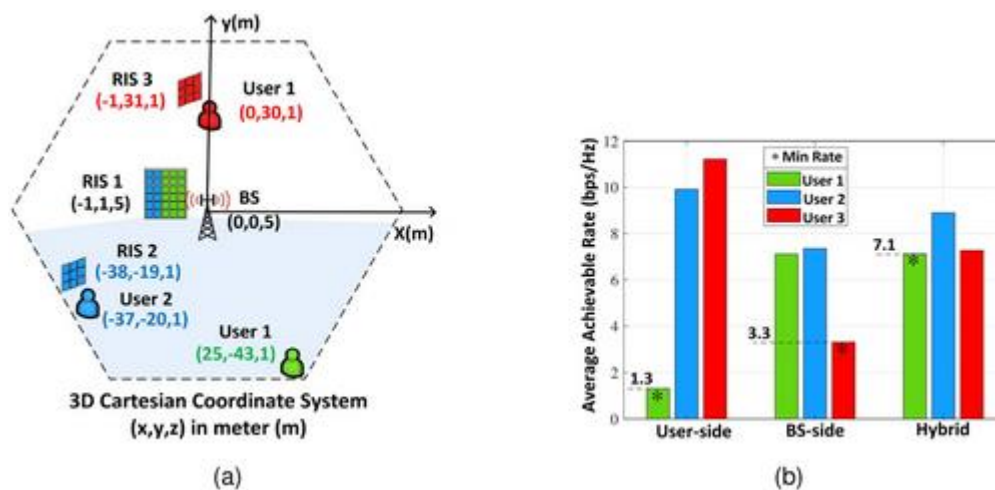 y(m)
RIS 3
(-1,31,1)
User 1
(0,30,1)
RIS 1
(-1,1,5)
BS
(0,0,5)
X(m)
RIS 2
(-38,-19,1)
User 2
(-37,-20,1)
User 1
(25,-43,1)
3D Cartesian Coordinate System
(x,y,z) in meter (m)
(a)
Average Achievable Rate (bps/Hz)
12
10
8
6
4
2
0
* Min Rate
User 1
User 2
User 3
1.3
*
3.3
*
7.1
*
User-side
BS-side
Hybrid
(b)